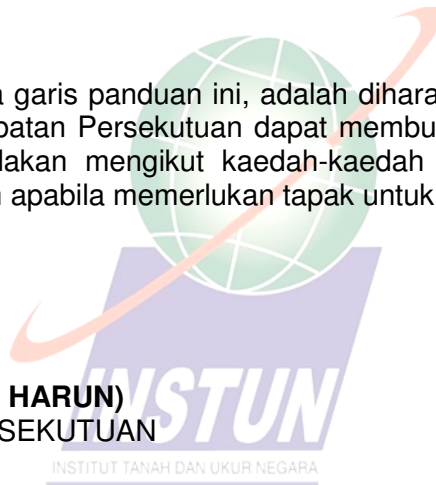 garis panduan ini, adalah dihara
batan Persekutuan dapat membu
lakan mengikut kaedah-kaedah
apabila memerlukan tapak untuk
HARUN)
SEKUTUAN
INSTUN
INSTITUT TANAH DAN UKUR NEGARA